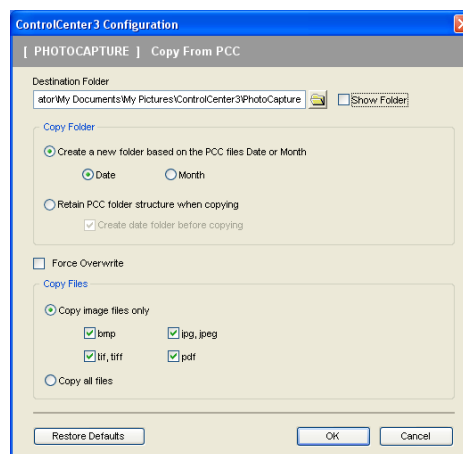 ControlCenter3 Configuration
[ PHOTOCAPTURE ] Copy From PCC
Destination Folder
ator\My Documents\My Pictures\ControlCenter3\PhotoCapture
Show Folder
Copy Folder
Create a new folder based on the PCC files Date or Month
Date Month
Retain PCC folder structure when copying
Create date folder before copying
Force Overwrite
Copy Files
Copy image files only
bmp jpg, jpeg
tif, tiff pdf
Copy all files
Restore Defaults OK Cancel